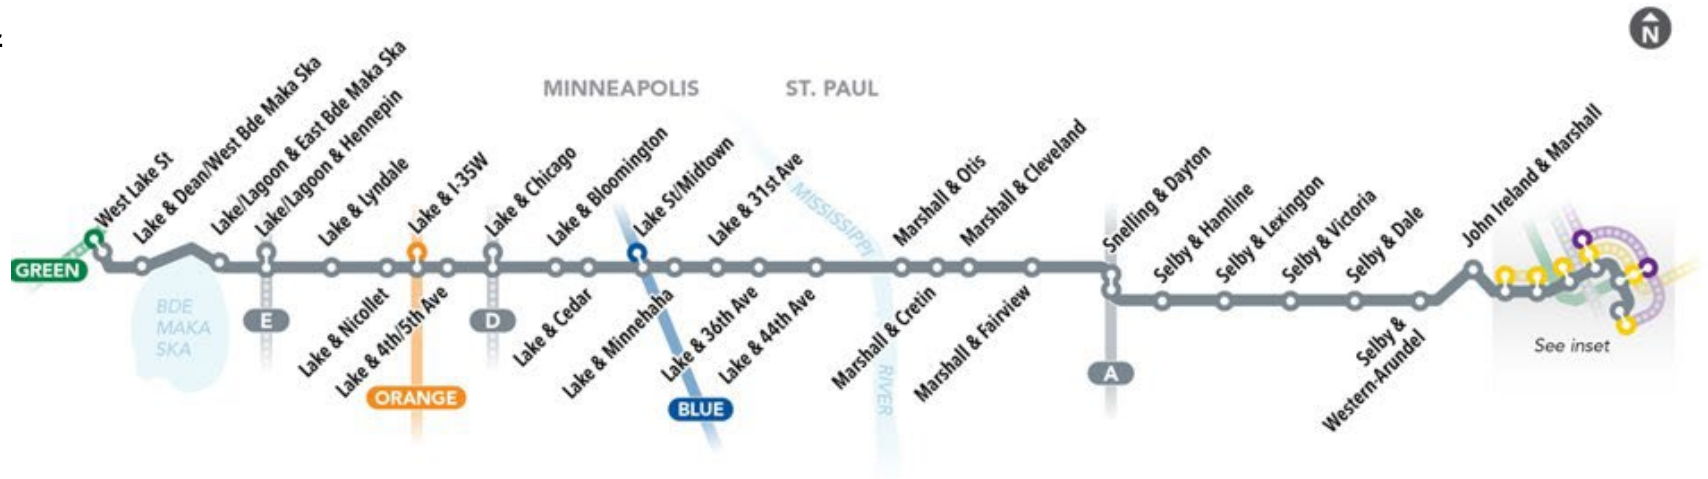 N
MINNEAPOLIS
ST. PAUL
West Lake St
Lake & Dean/West Bde Maka Ska
Lake/Lagoon & East Bde Maka Ska
Lake/Lagoon & Hennepin
Lake & Lyndale
Lake & I-35W
Lake & Chicago
Lake & Bloomington
Lake St/Midtown
Lake & 31st Ave
Marshall & Otis
Marshall & Cleveland
Snelling & Dayton
Selby & Hamline
Selby & Lexington
Selby & Victoria
Selby & Dale
John Ireland & Marshall
GREEN
BDE
MAKA
SKA
E
Lake & Nicollet
Lake & 4th/5th Ave
ORANGE
D
Lake & Cedar
Lake & Minnehaha
Lake & 36th Ave
BLUE
Lake & 44th Ave
MISSISSIPPI
RIVER
Marshall & Cretin
Marshall & Fairview
A
Selby &
Western-Arundel
See inset